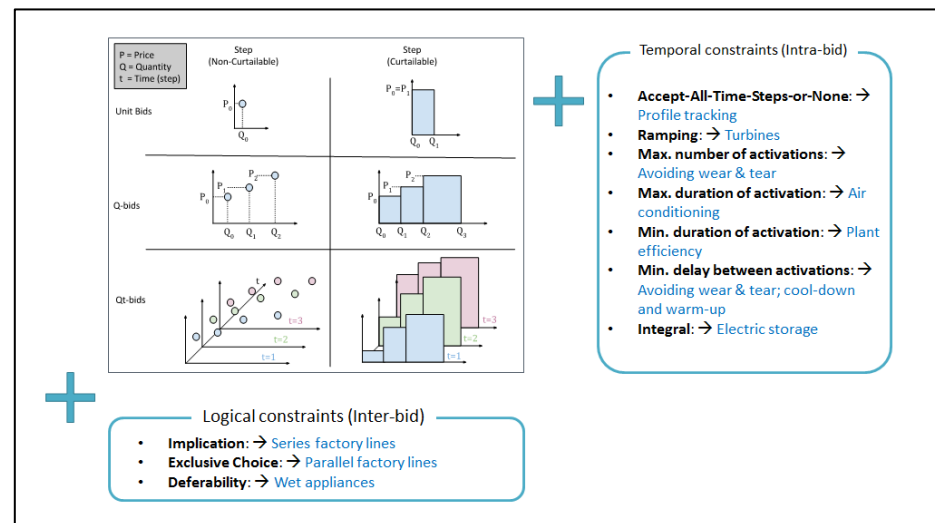 P = Price
Q = Quantity
t = Time (step)
Step
(Non-Curtailable)
Step
(Curtailable)
Unit Bids
P₀
Q₀
P₀=P₁
Q₀ Q₁
Q-bids
P₀
P₁
P₂
Q₀ Q₁ Q₂
P₀
P₁
P₂
Q₀ Q₁ Q₂ Q₃
Qt-bids
t
t=3
t=2
t=1
t=3
t=2
t=1
Temporal constraints (Intra-bid)
• Accept-All-Time-Steps-or-None: →
Profile tracking
• Ramping: → Turbines
• Max. number of activations: →
Avoiding wear & tear
• Max. duration of activation: → Air
conditioning
• Min. duration of activation: → Plant
efficiency
• Min. delay between activations: →
Avoiding wear & tear; cool-down
and warm-up
• Integral: → Electric storage
Logical constraints (Inter-bid)
• Implication: → Series factory lines
• Exclusive Choice: → Parallel factory lines
• Deferability: → Wet appliances